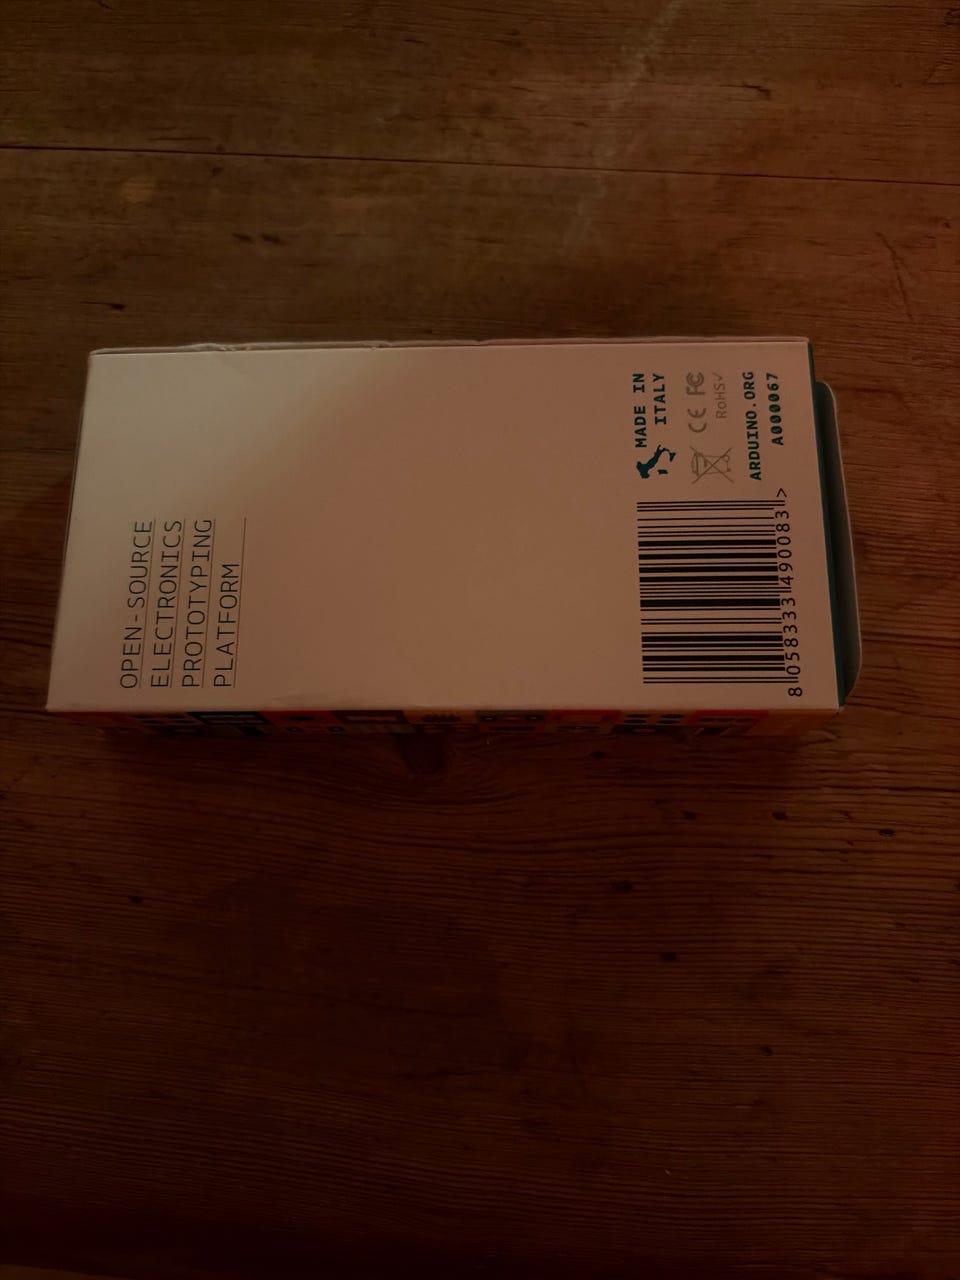 OPEN-SOURCE
ELECTRONICS
PROTOTYPING
PLATFORM
MADE IN
ITALY
CE FC
RoHS✓
ARDUINO.ORG
A000067
8 058333 490083 >